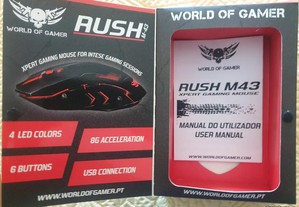 WORLD OF GAMER
RUSH M43
XPERT GAMING MOUSE FOR INTESE GAMING SESSIONS
4 LED COLORS
8G ACCELERATION
6 BUTTONS
USB CONNECTION
WWW.WORLDOFGAMER.PT
WORLD OF GAMER
WORLD OF GAMER
RUSH M43
XPERT GAMING MOUSE
MANUAL DO UTILIZADOR
USER MANUAL
WWW.WORLDOFGAMER.COM
WWW.WORLDOFGAMER.PT